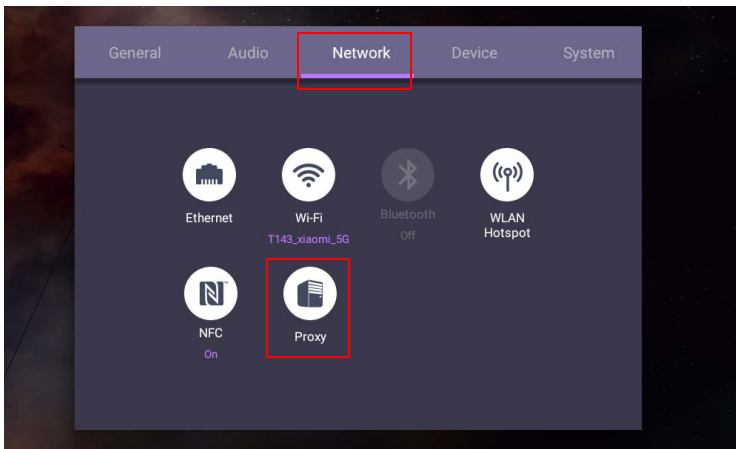 General Audio Network Device System
Ethernet Wi-Fi Bluetooth WLAN
Hotspot
T143_xiaomi_5G Off
N
NFC Proxy
On